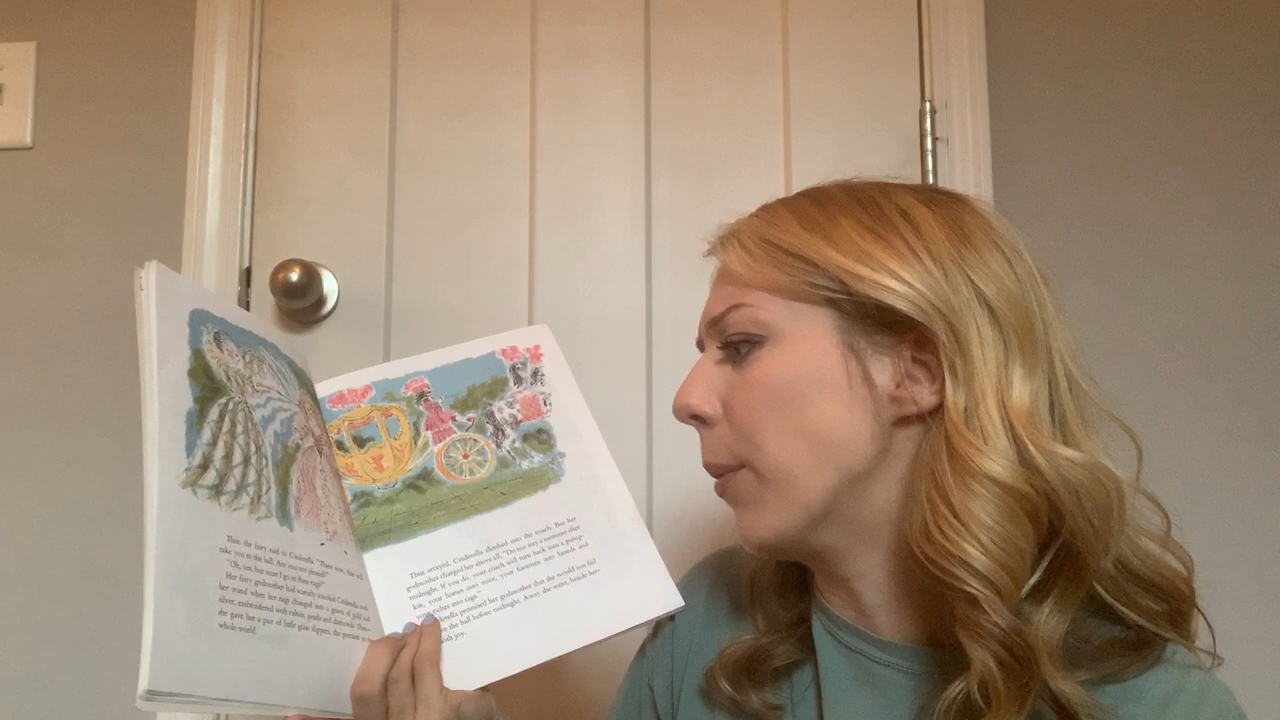 Then the fairy said to Cinderella, "There now, that will
take you to the ball. Are you not pleased?"
"Oh, yes, but must I go in these rags?"
Her fairy godmother had scarcely touched Cinderella with
her wand when her rags changed into a gown of gold and
silver, embroidered with rubies, pearls and diamonds. Then
she gave her a pair of little glass slippers, the prettiest in
whole world.
Thus arrayed, Cinderella climbed into the coach. But her
godmother charged her above all, "Do not stay a moment after
midnight. If you do, your coach will turn back into a pump-
kin, your horses into mice, your footmen into lizards and
your riches into rags."
Cinderella promised her godmother that she would not fail
the ball before midnight. Away she went, beside her-
with joy.